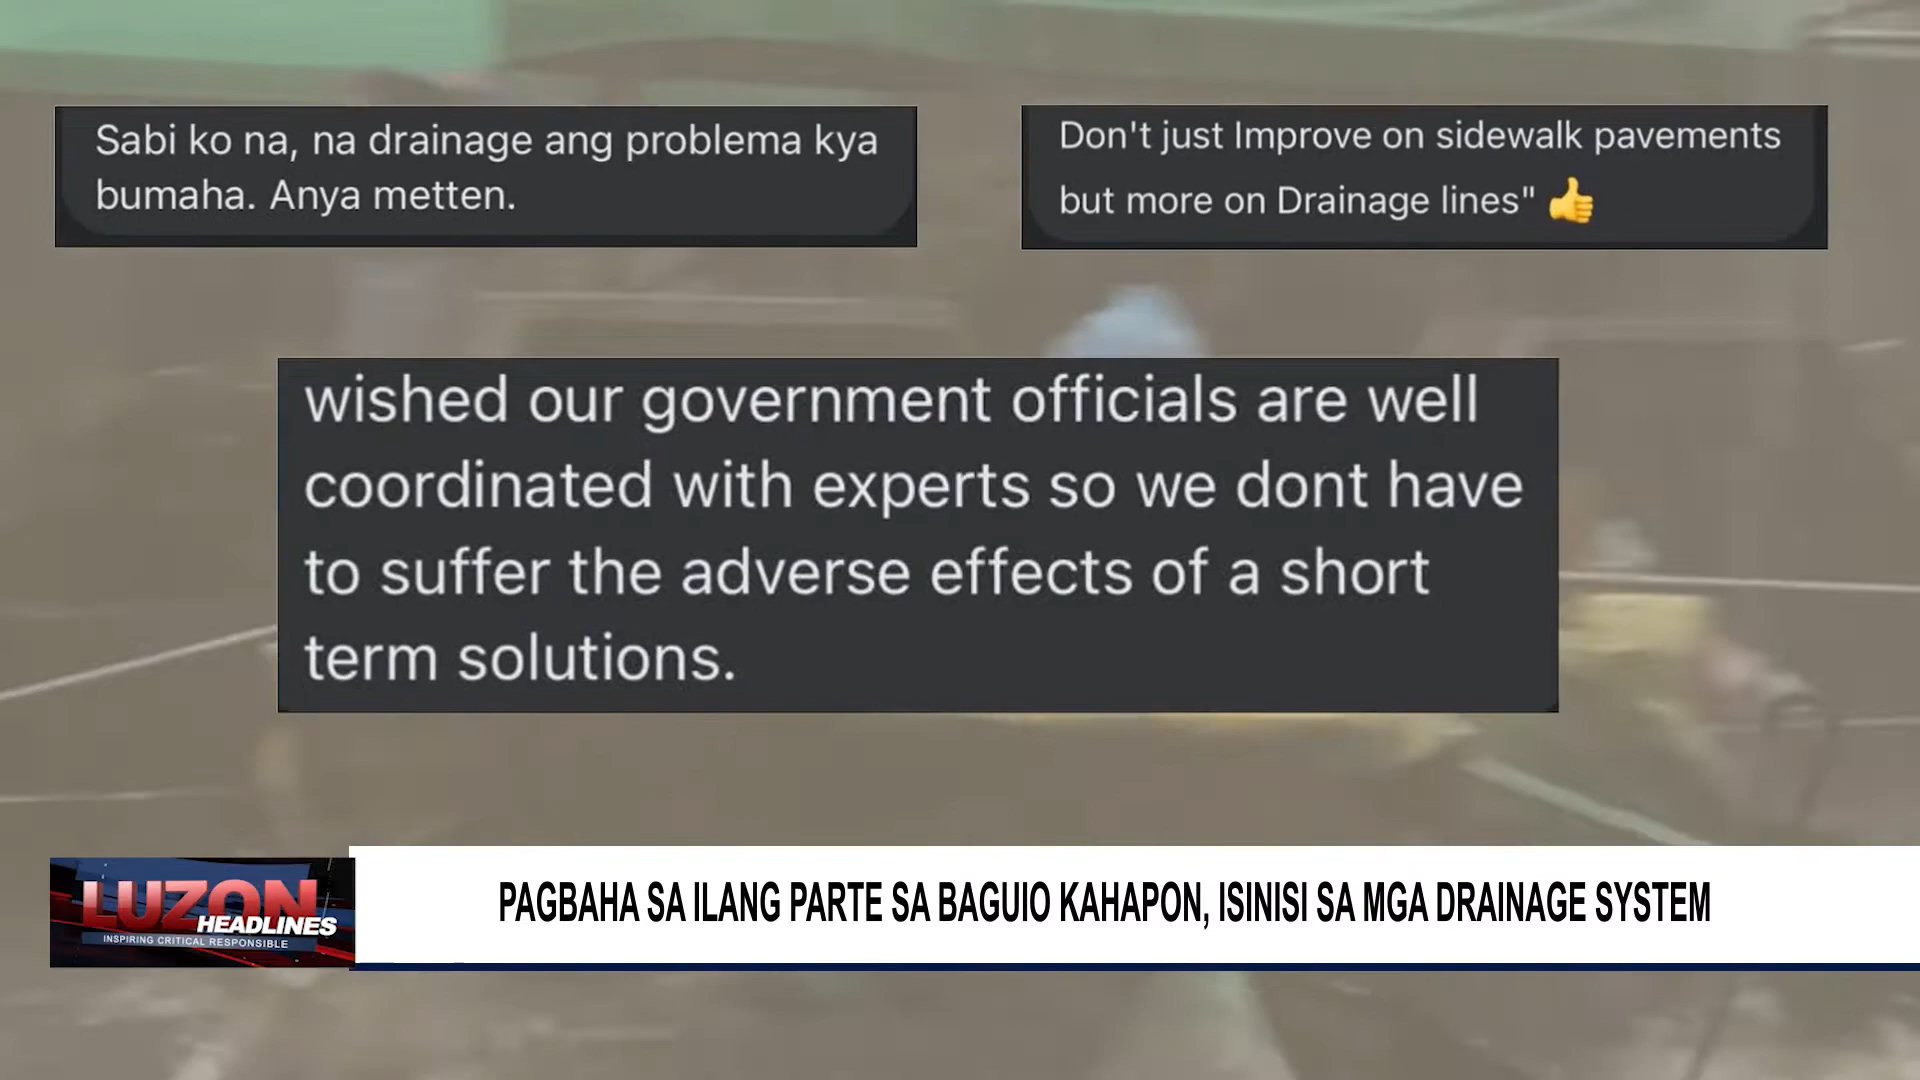 Sabi ko na, na drainage ang problema kya
bumaha. Anya metten.
Don't just Improve on sidewalk pavements
but more on Drainage lines" 👍
wished our government officials are well
coordinated with experts so we dont have
to suffer the adverse effects of a short
term solutions.
LUZON
HEADLINES
INSPIRING CRITICAL RESPONSIBLE
PAGBAHA SA ILANG PARTE SA BAGUIO KAHAPON, ISINISI SA MGA DRAINAGE SYSTEM